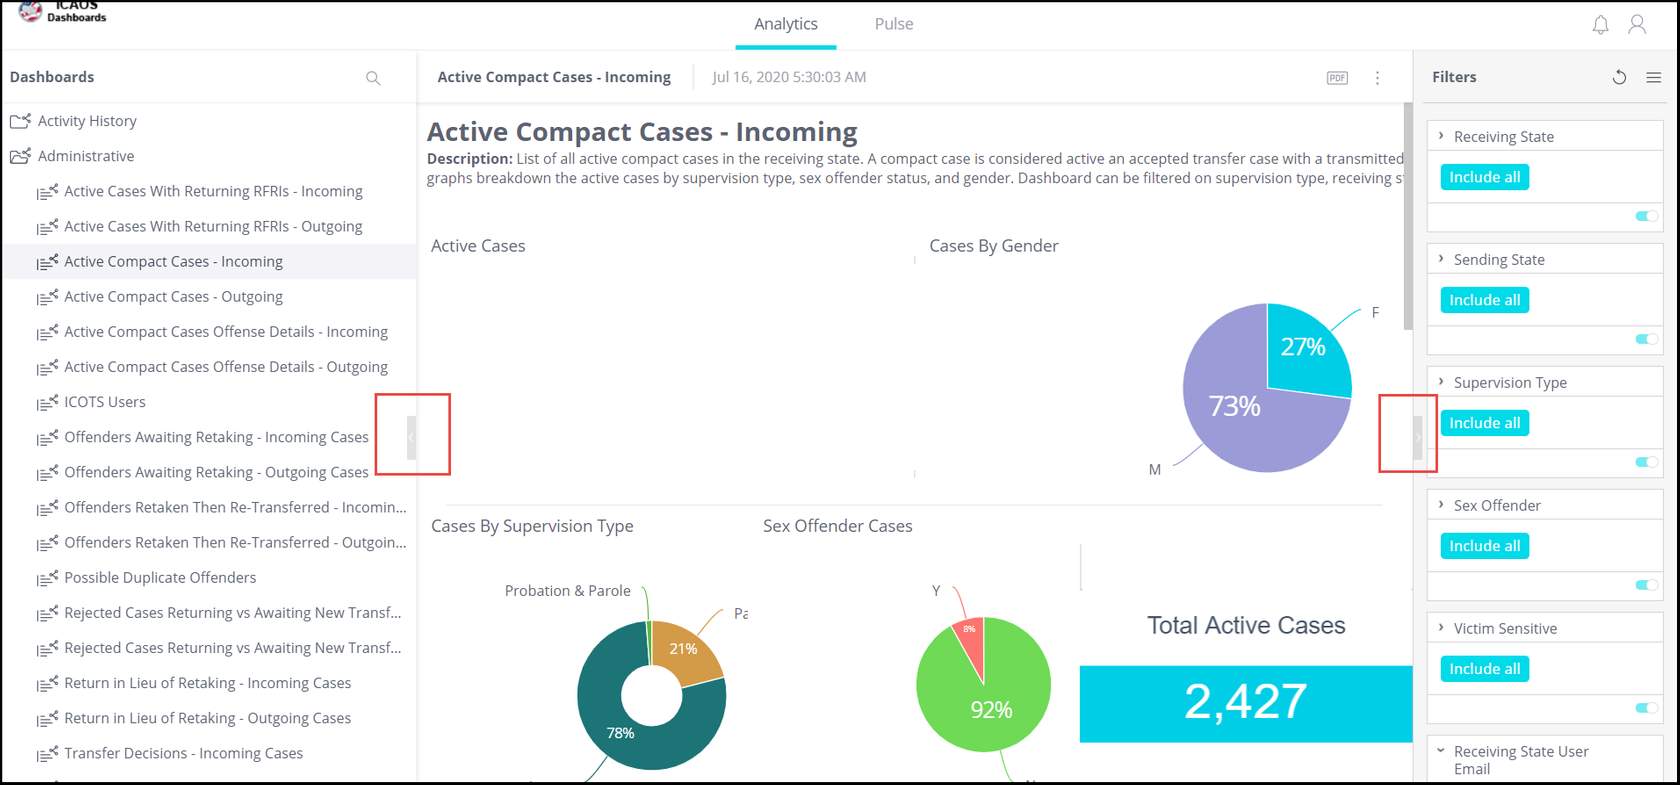 ICAOS
Dashboards
Analytics
Pulse
Dashboards
Active Compact Cases - Incoming
Jul 16, 2020 5:30:03 AM
PDF
Filters
Activity History
Administrative
Active Cases With Returning RFRIs - Incoming
Active Cases With Returning RFRIs - Outgoing
Active Compact Cases - Incoming
Active Compact Cases - Outgoing
Active Compact Cases Offense Details - Incoming
Active Compact Cases Offense Details - Outgoing
ICOTS Users
Offenders Awaiting Retaking - Incoming Cases
Offenders Awaiting Retaking - Outgoing Cases
Offenders Retaken Then Re-Transferred - Incomin...
Offenders Retaken Then Re-Transferred - Outgoin...
Possible Duplicate Offenders
Rejected Cases Returning vs Awaiting New Transf...
Rejected Cases Returning vs Awaiting New Transf...
Return in Lieu of Retaking - Incoming Cases
Return in Lieu of Retaking - Outgoing Cases
Transfer Decisions - Incoming Cases
Active Compact Cases - Incoming
Description: List of all active compact cases in the receiving state. A compact case is considered active an accepted transfer case with a transmitted
graphs breakdown the active cases by supervision type, sex offender status, and gender. Dashboard can be filtered on supervision type, receiving s
Active Cases
Cases By Gender
F
27%
73%
M
Cases By Supervision Type
Sex Offender Cases
Probation & Parole
Pa
21%
78%
Y
8%
92%
Total Active Cases
2,427
Receiving State
Include all
Sending State
Include all
Supervision Type
Include all
Sex Offender
Include all
Victim Sensitive
Include all
Receiving State User
Email